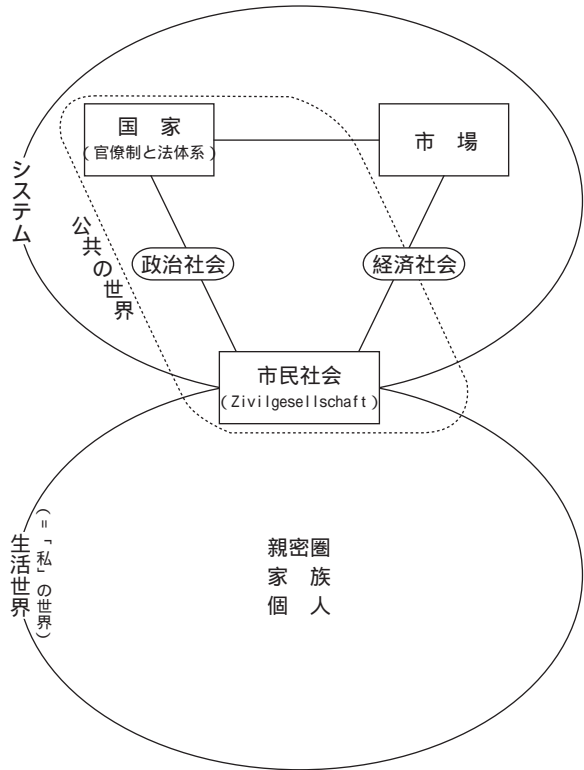 国　家
(官僚制と法体系)
市　場
システム
公共の世界
政治社会
経済社会
市民社会
(Zivilgesellschaft)
生活世界
(=「私」の世界)
親密圏
家　族
個　人